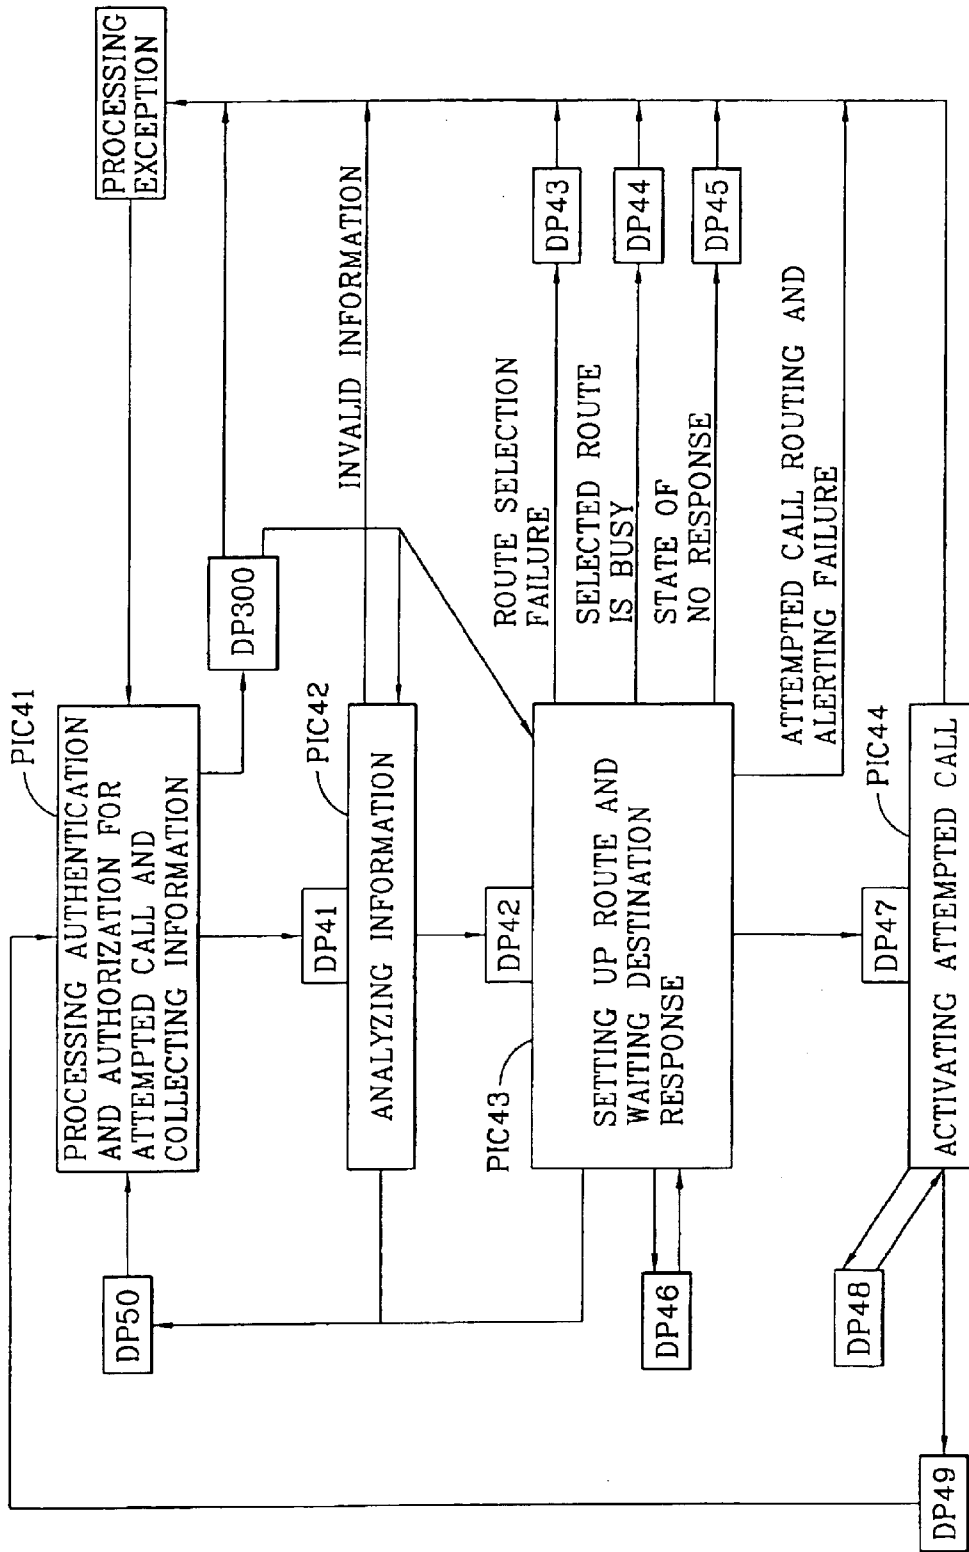 PROCESSING
EXCEPTION
PIC41
PROCESSING AUTHENTICATION
AND AUTHORIZATION FOR
ATTEMPTED CALL AND
COLLECTING INFORMATION
DP50
DP300
INVALID INFORMATION
DP41
PIC42
ANALYZING INFORMATION
DP42
PIC43
SETTING UP ROUTE AND
WAITING DESTINATION
RESPONSE
ROUTE SELECTION
FAILURE
DP43
SELECTED ROUTE
IS BUSY
DP44
STATE OF
NO RESPONSE
DP45
DP46
ATTEMPTED CALL ROUTING AND
ALERTING FAILURE
DP47
PIC44
ACTIVATING ATTEMPTED CALL
DP48
DP49